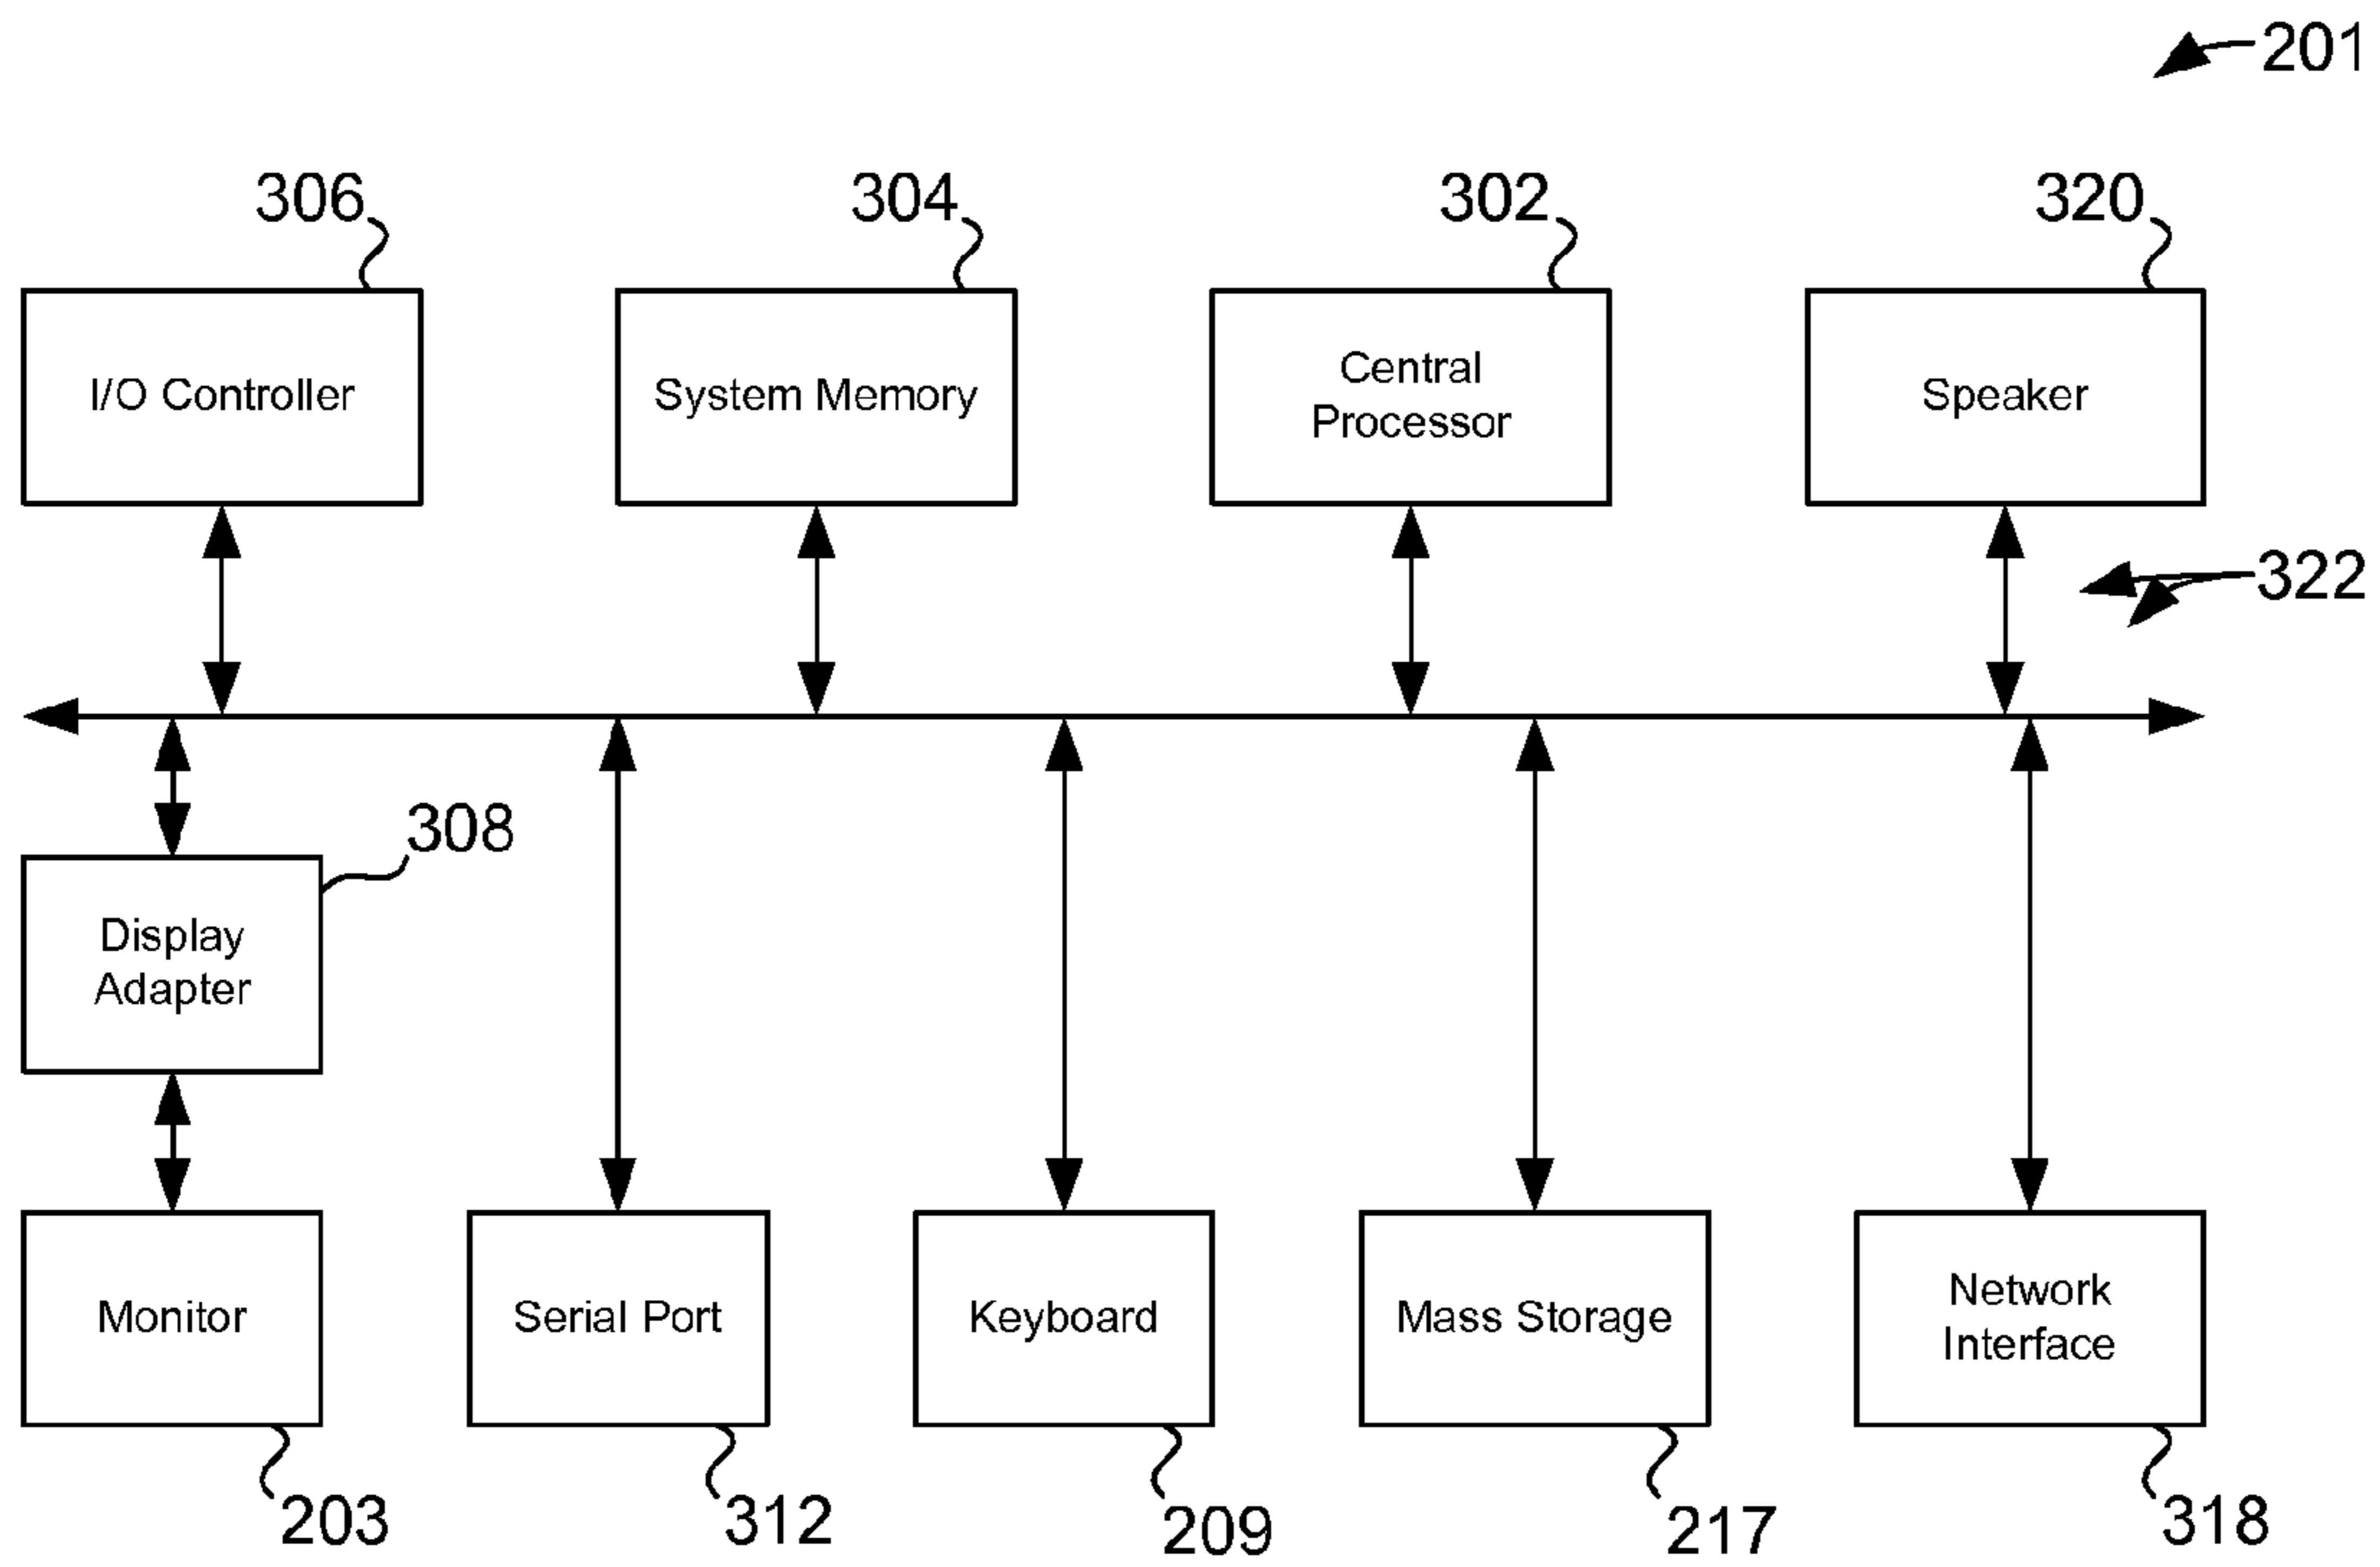 201
306
304
302
320
I/O Controller
System Memory
Central
Processor
Speaker
322
308
Display
Adapter
Monitor
Serial Port
Keyboard
Mass Storage
Network
Interface
203
312
209
217
318